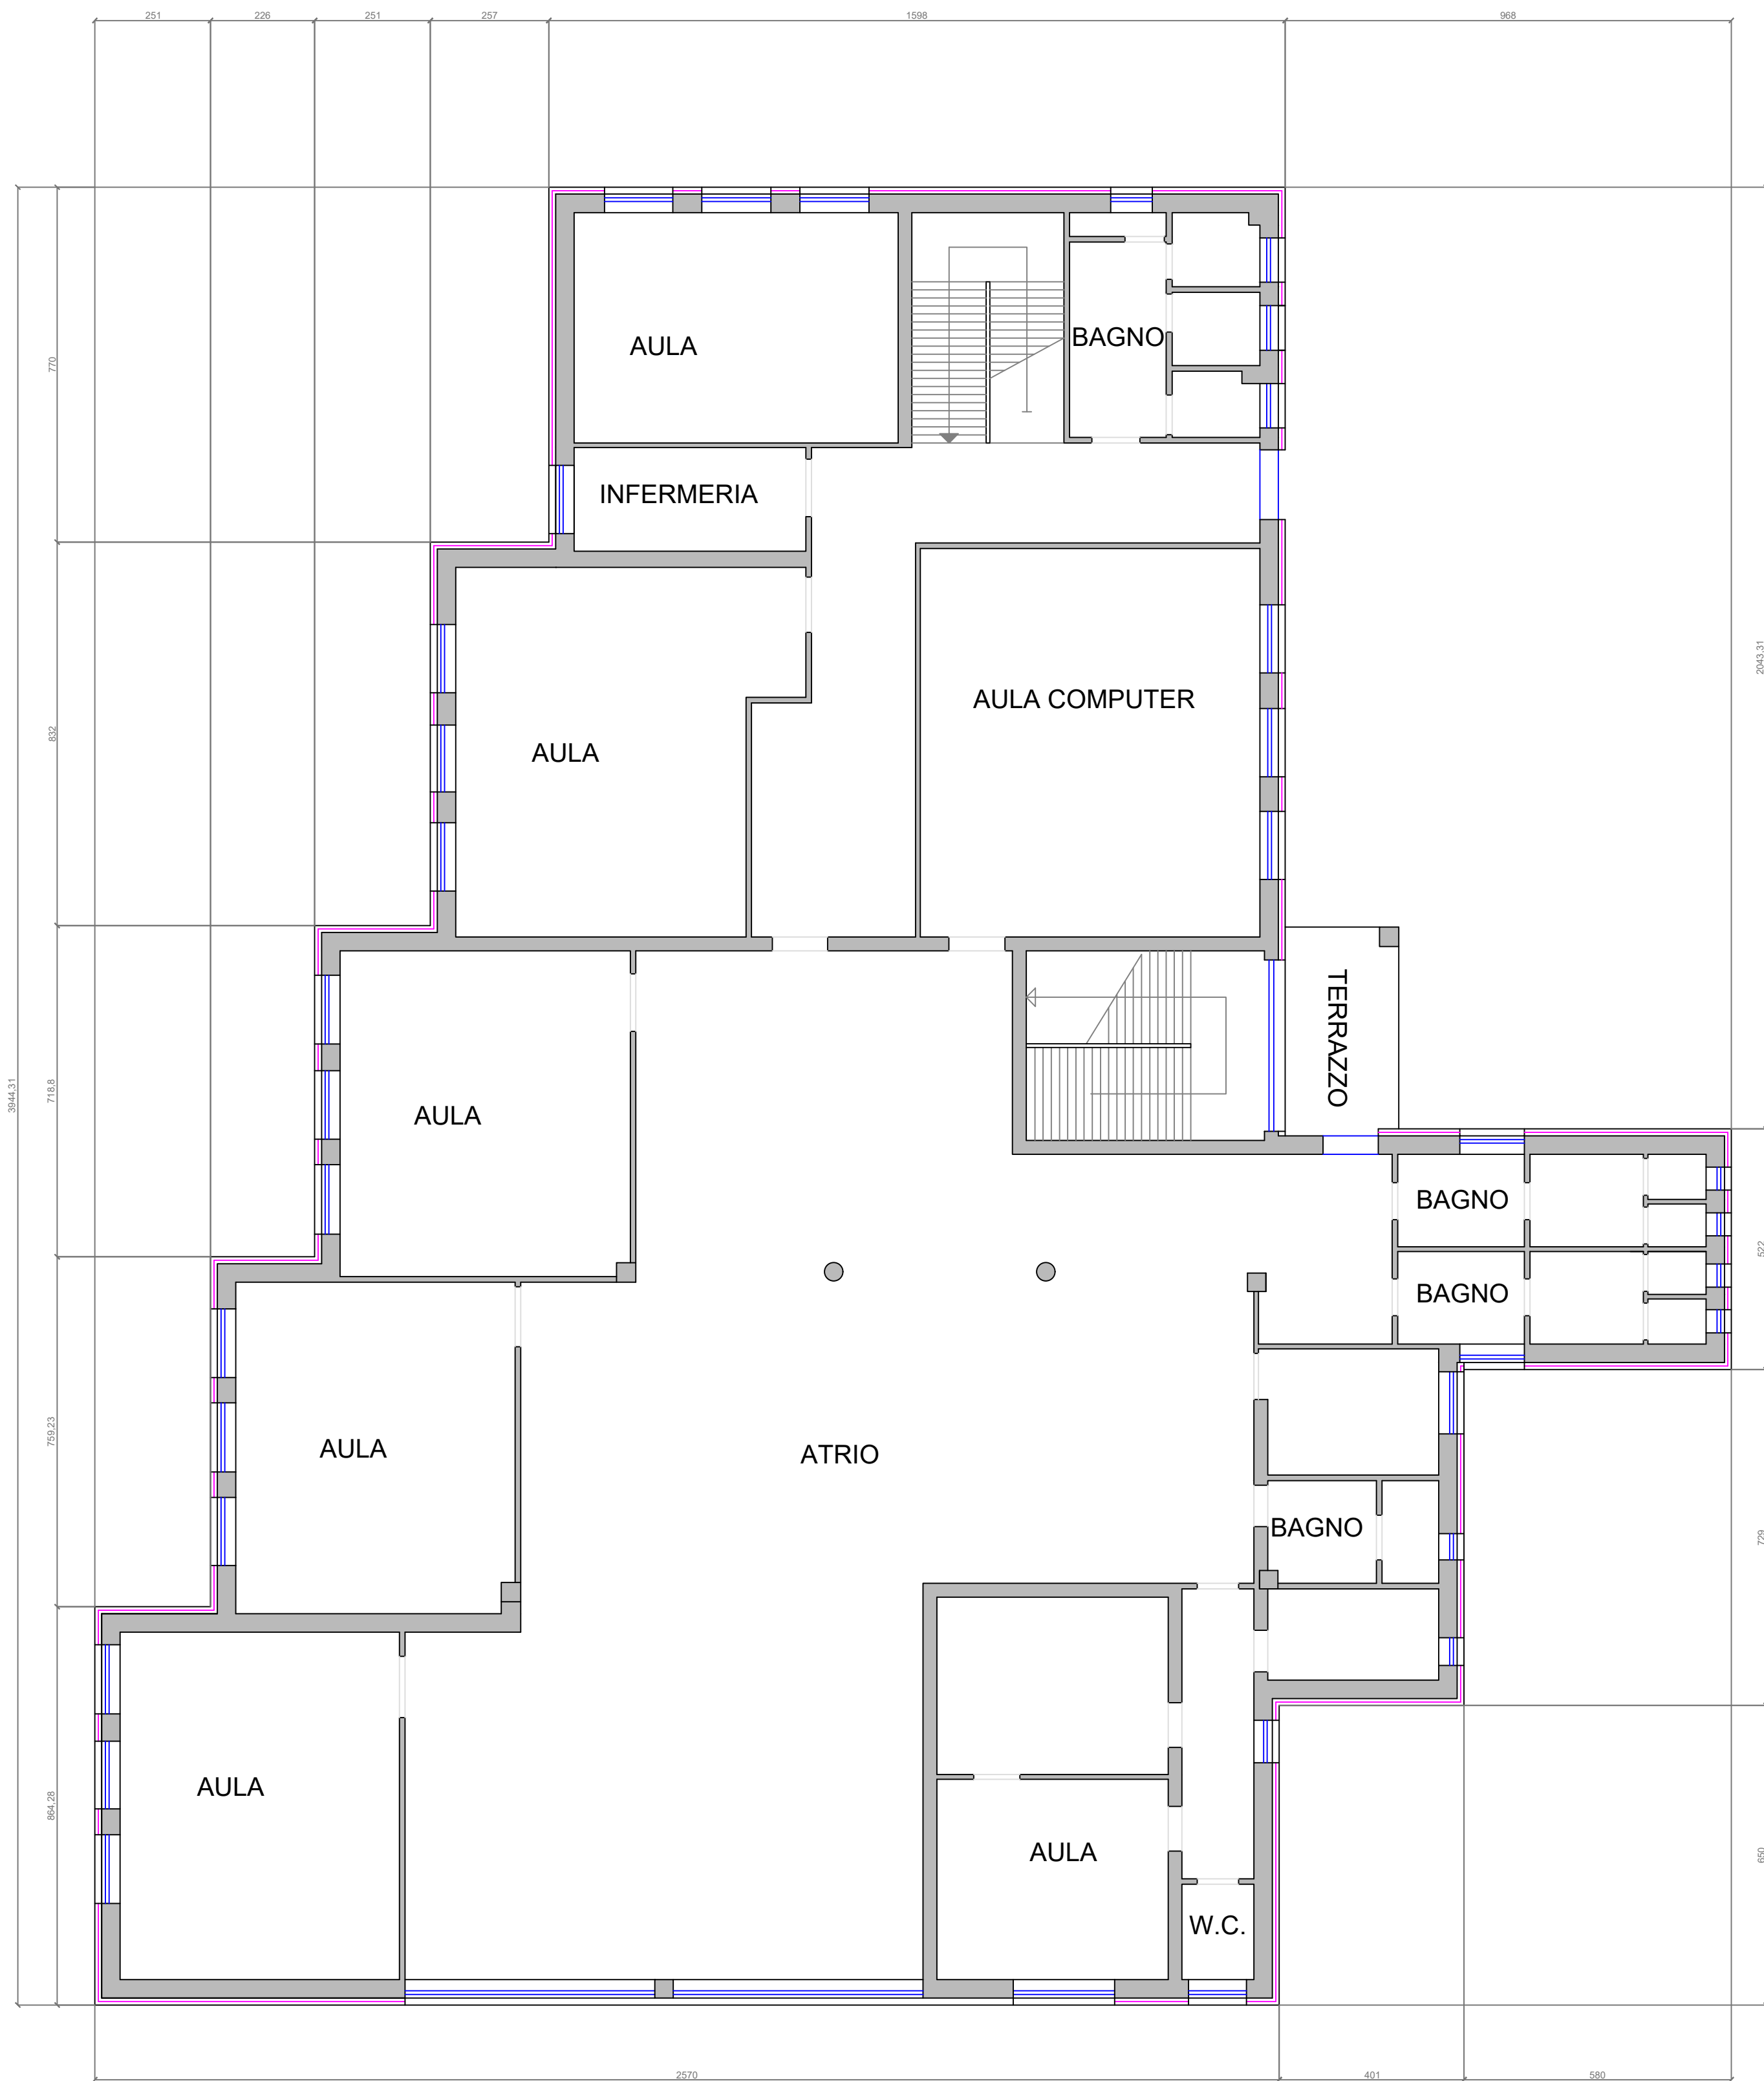 251
226
251
257
1598
968
AULA
BAGNO
770
INFERMERIA
2043,31
AULA COMPUTER
832
AULA
TERRAZZO
3944,31
718.8
AULA
BAGNO
522
BAGNO
759,23
AULA
ATRIO
BAGNO
729
AULA
864,28
AULA
650
W.C.
2570
401
580